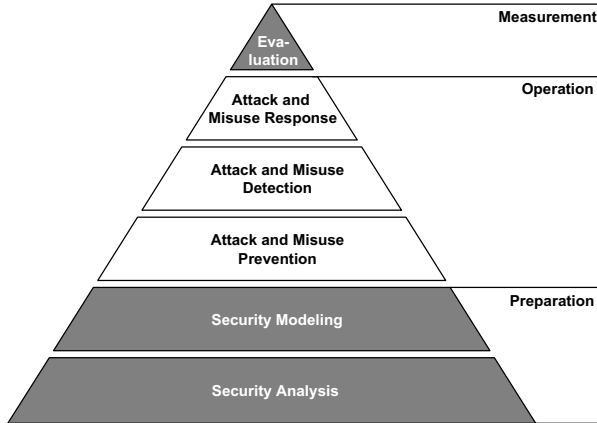 Measurement
Eva-
luation
Operation
Attack and
Misuse Response
Attack and Misuse
Detection
Attack and Misuse
Prevention
Preparation
Security Modeling
Security Analysis